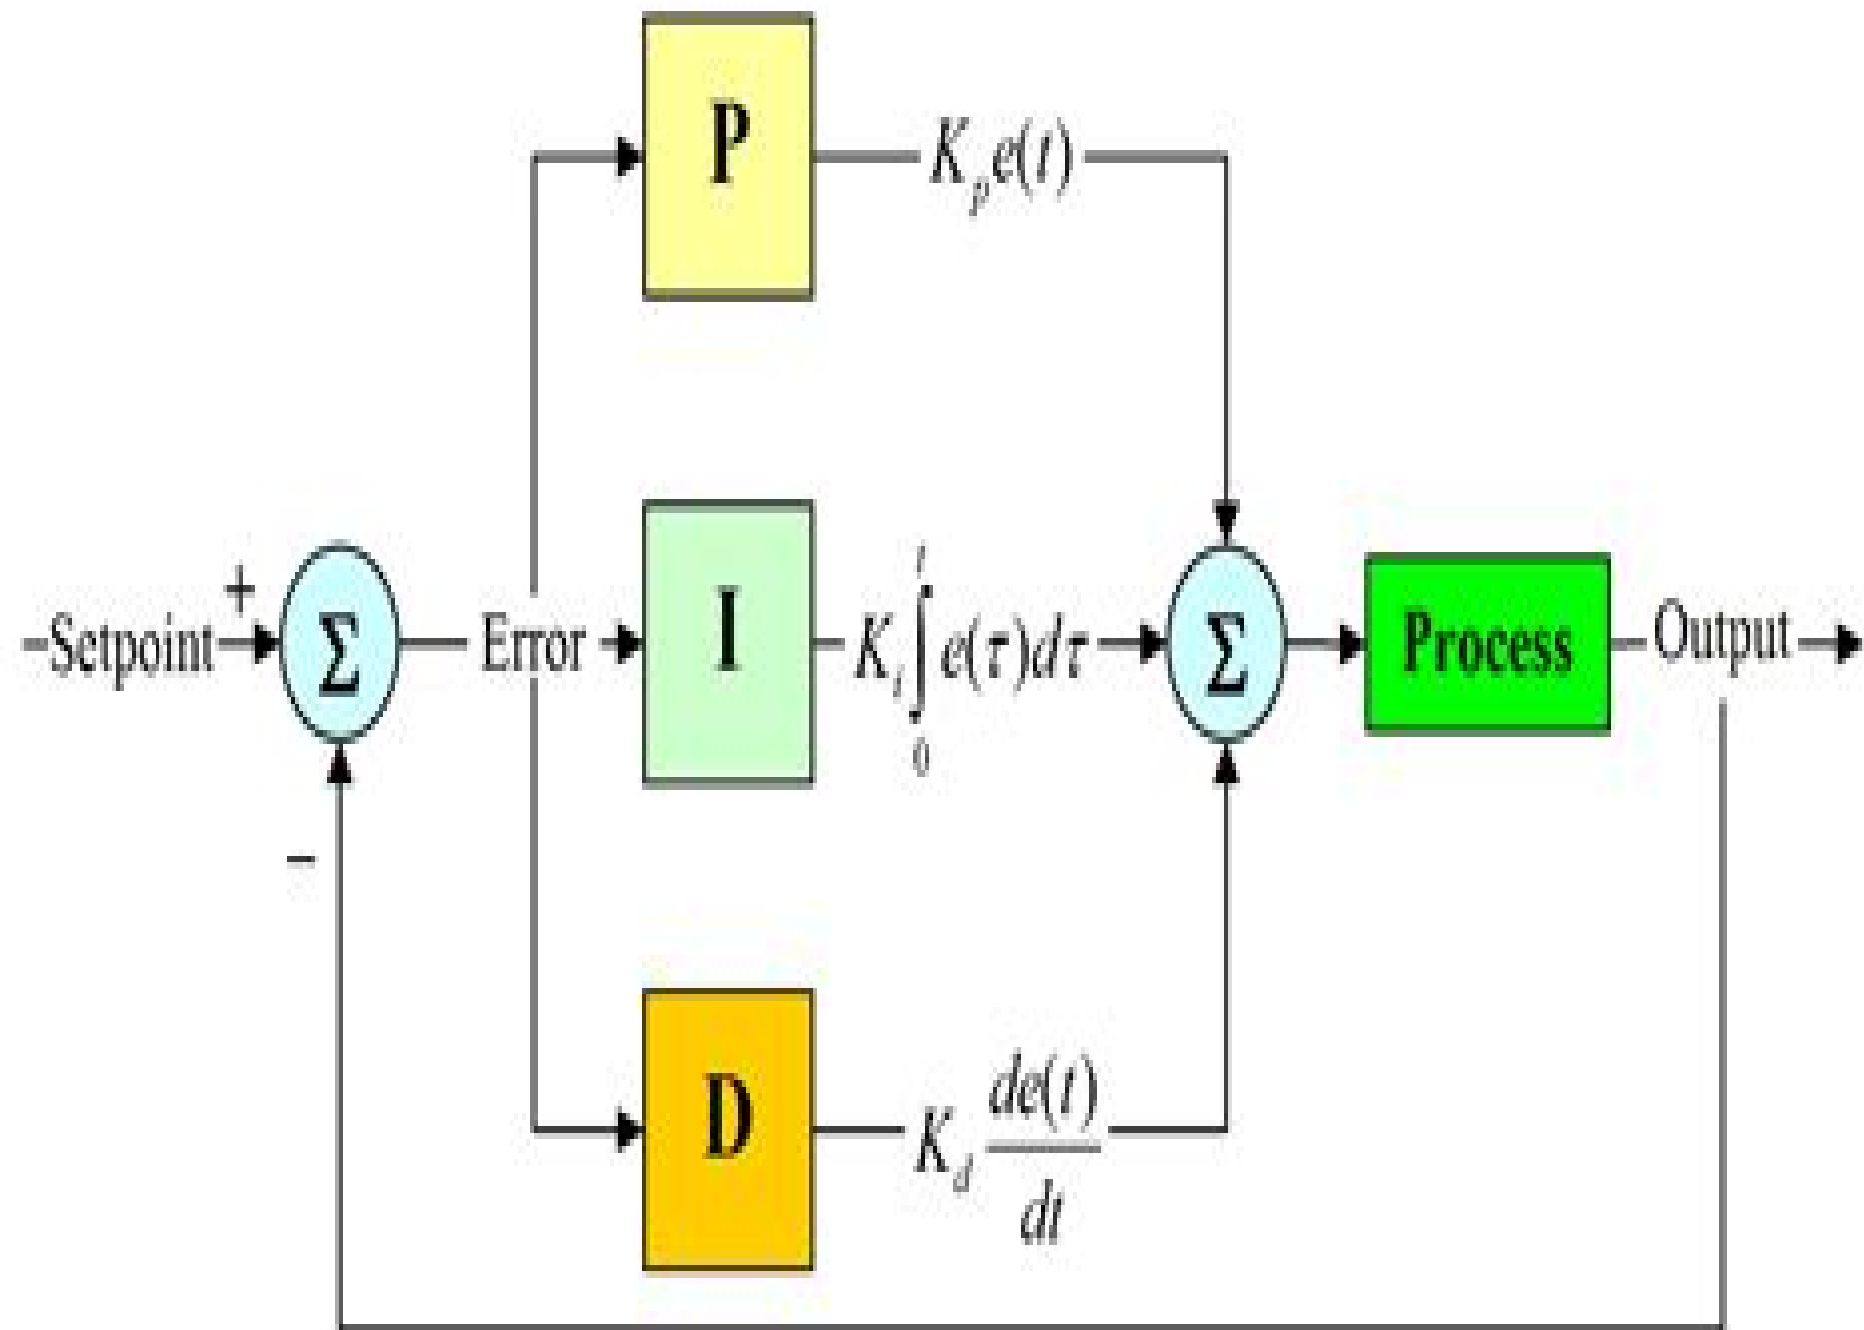 P
K_p e(t)
Setpoint
+
Σ
Error
I
K_i ∫_0^t e(τ)dτ
Σ
Process
Output
−
D
K_d de(t)/dt